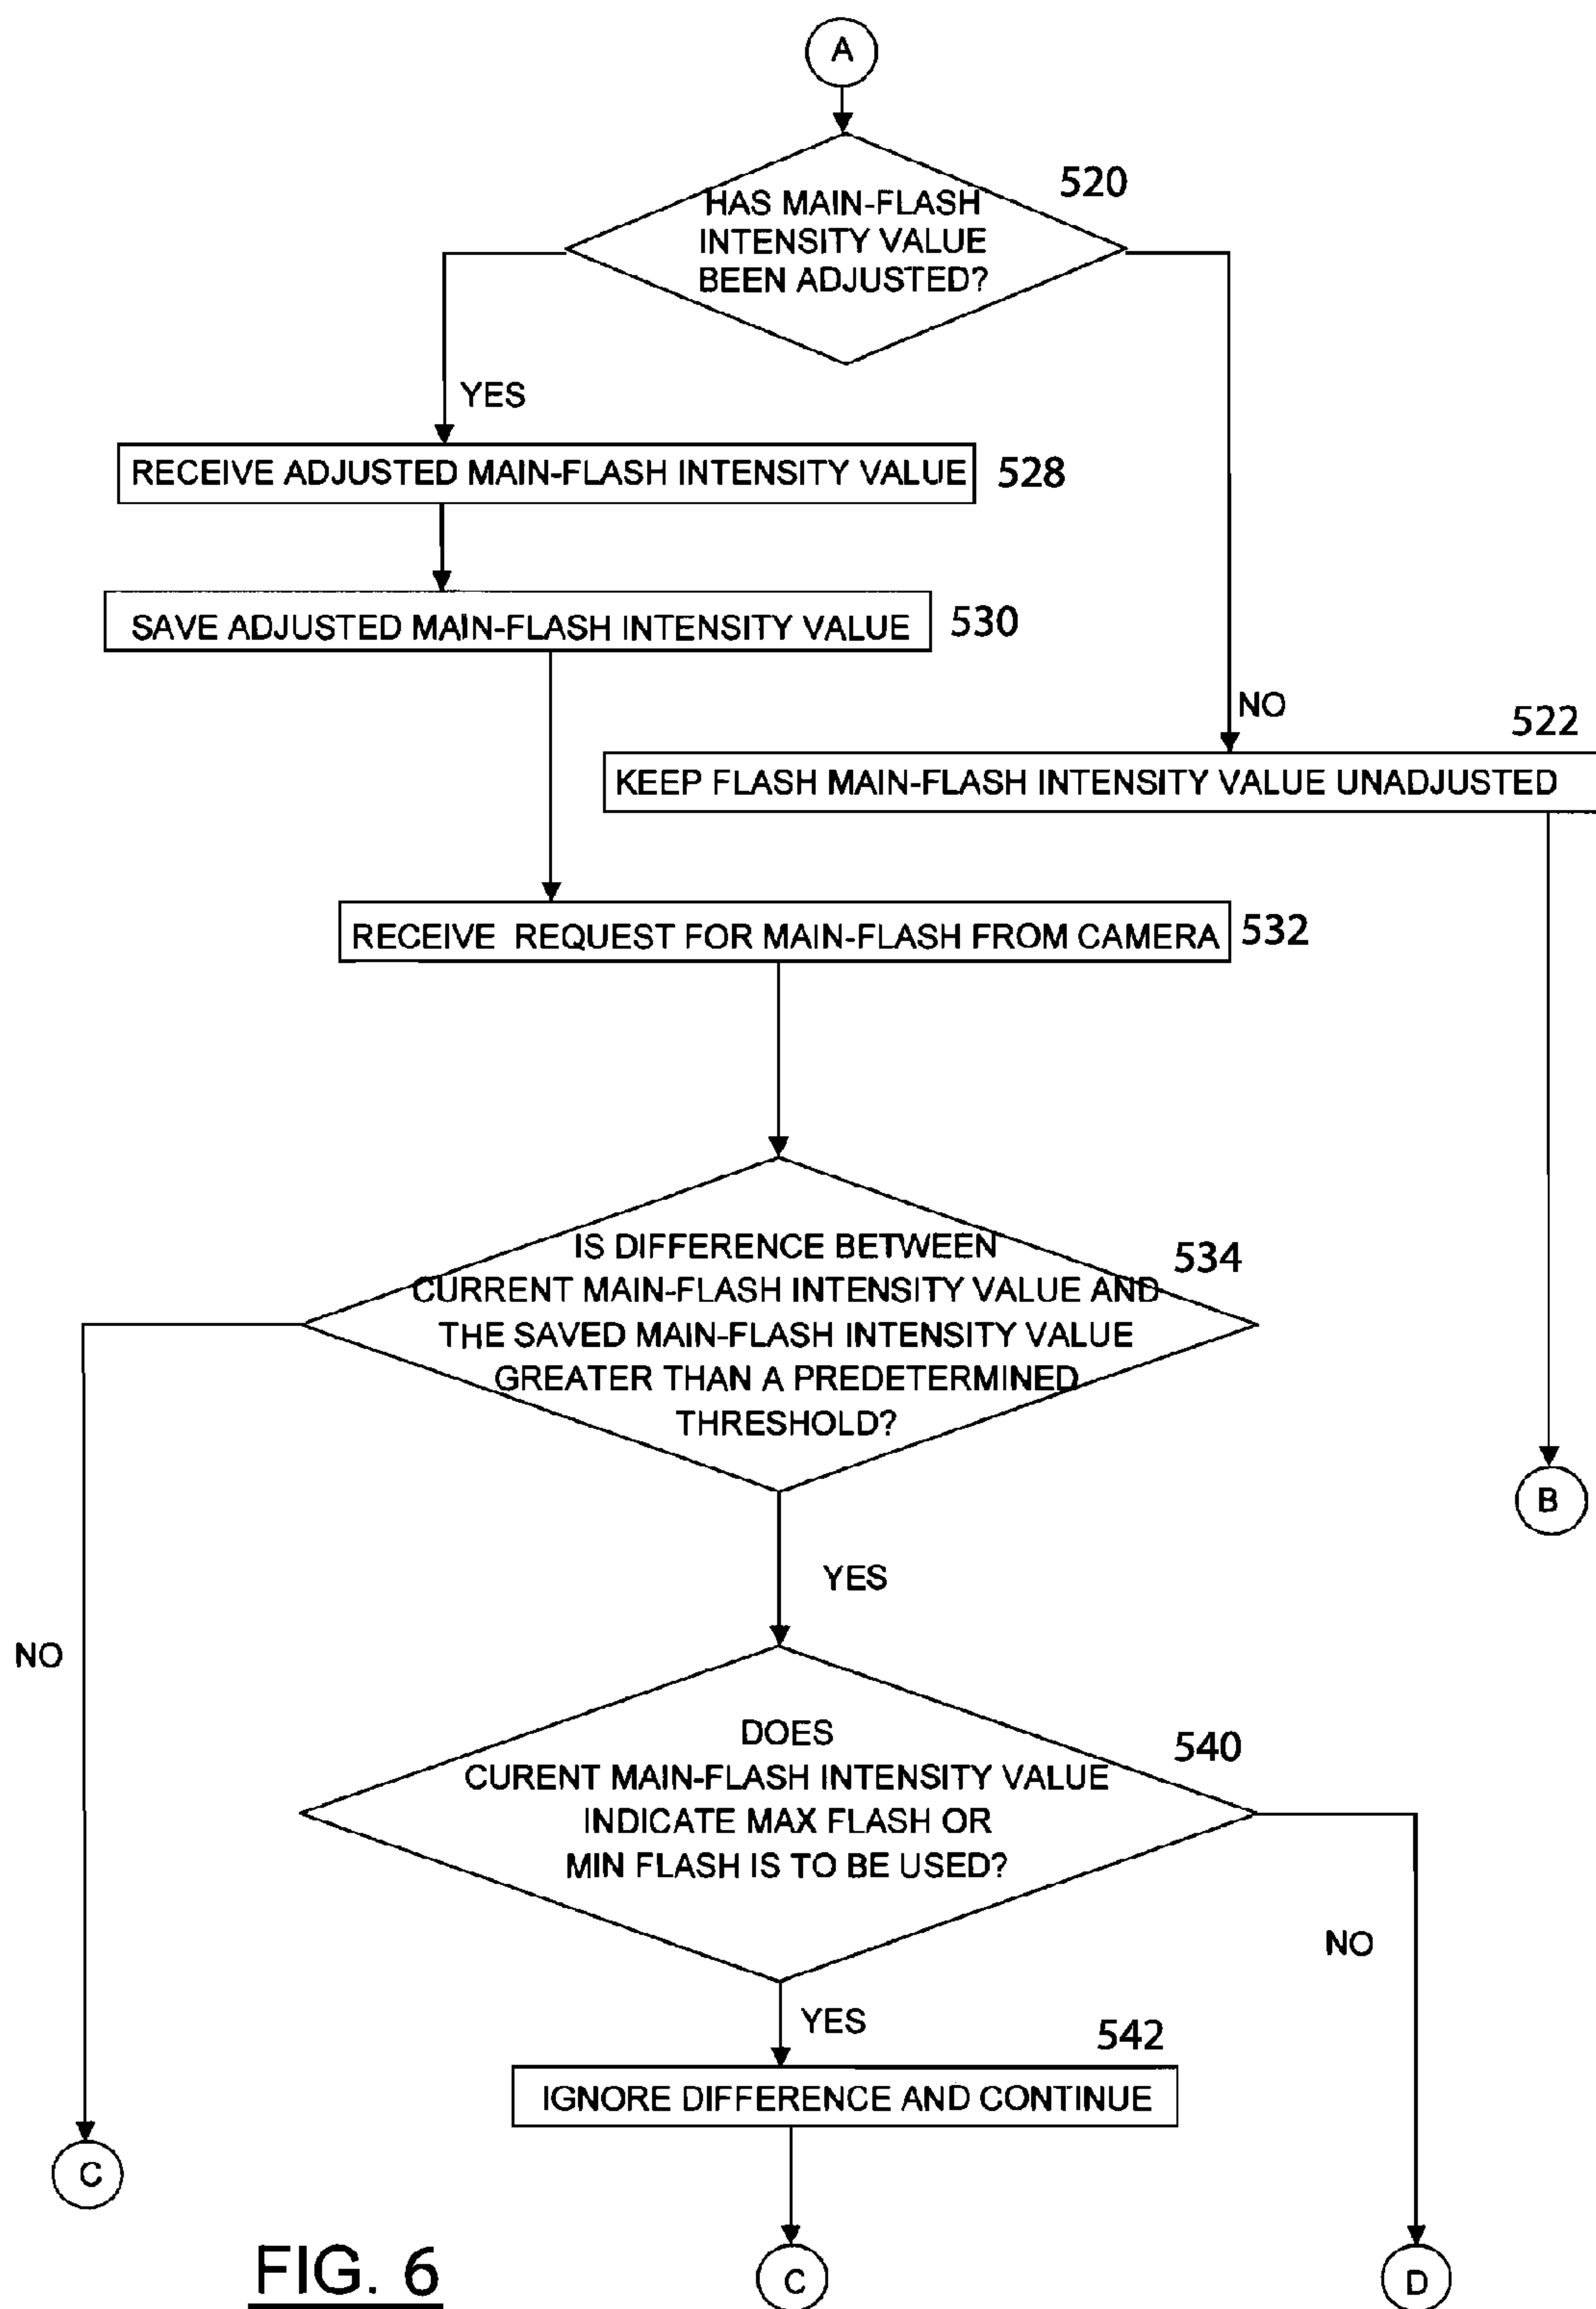 A
520
HAS MAIN-FLASH
INTENSITY VALUE
BEEN ADJUSTED?
YES
RECEIVE ADJUSTED MAIN-FLASH INTENSITY VALUE 528
SAVE ADJUSTED MAIN-FLASH INTENSITY VALUE 530
NO
522
KEEP FLASH MAIN-FLASH INTENSITY VALUE UNADJUSTED
RECEIVE REQUEST FOR MAIN-FLASH FROM CAMERA 532
534
IS DIFFERENCE BETWEEN
CURRENT MAIN-FLASH INTENSITY VALUE AND
THE SAVED MAIN-FLASH INTENSITY VALUE
GREATER THAN A PREDETERMINED
THRESHOLD?
B
YES
NO
540
DOES
CURENT MAIN-FLASH INTENSITY VALUE
INDICATE MAX FLASH OR
MIN FLASH IS TO BE USED?
NO
YES
542
IGNORE DIFFERENCE AND CONTINUE
C
C
D
FIG. 6